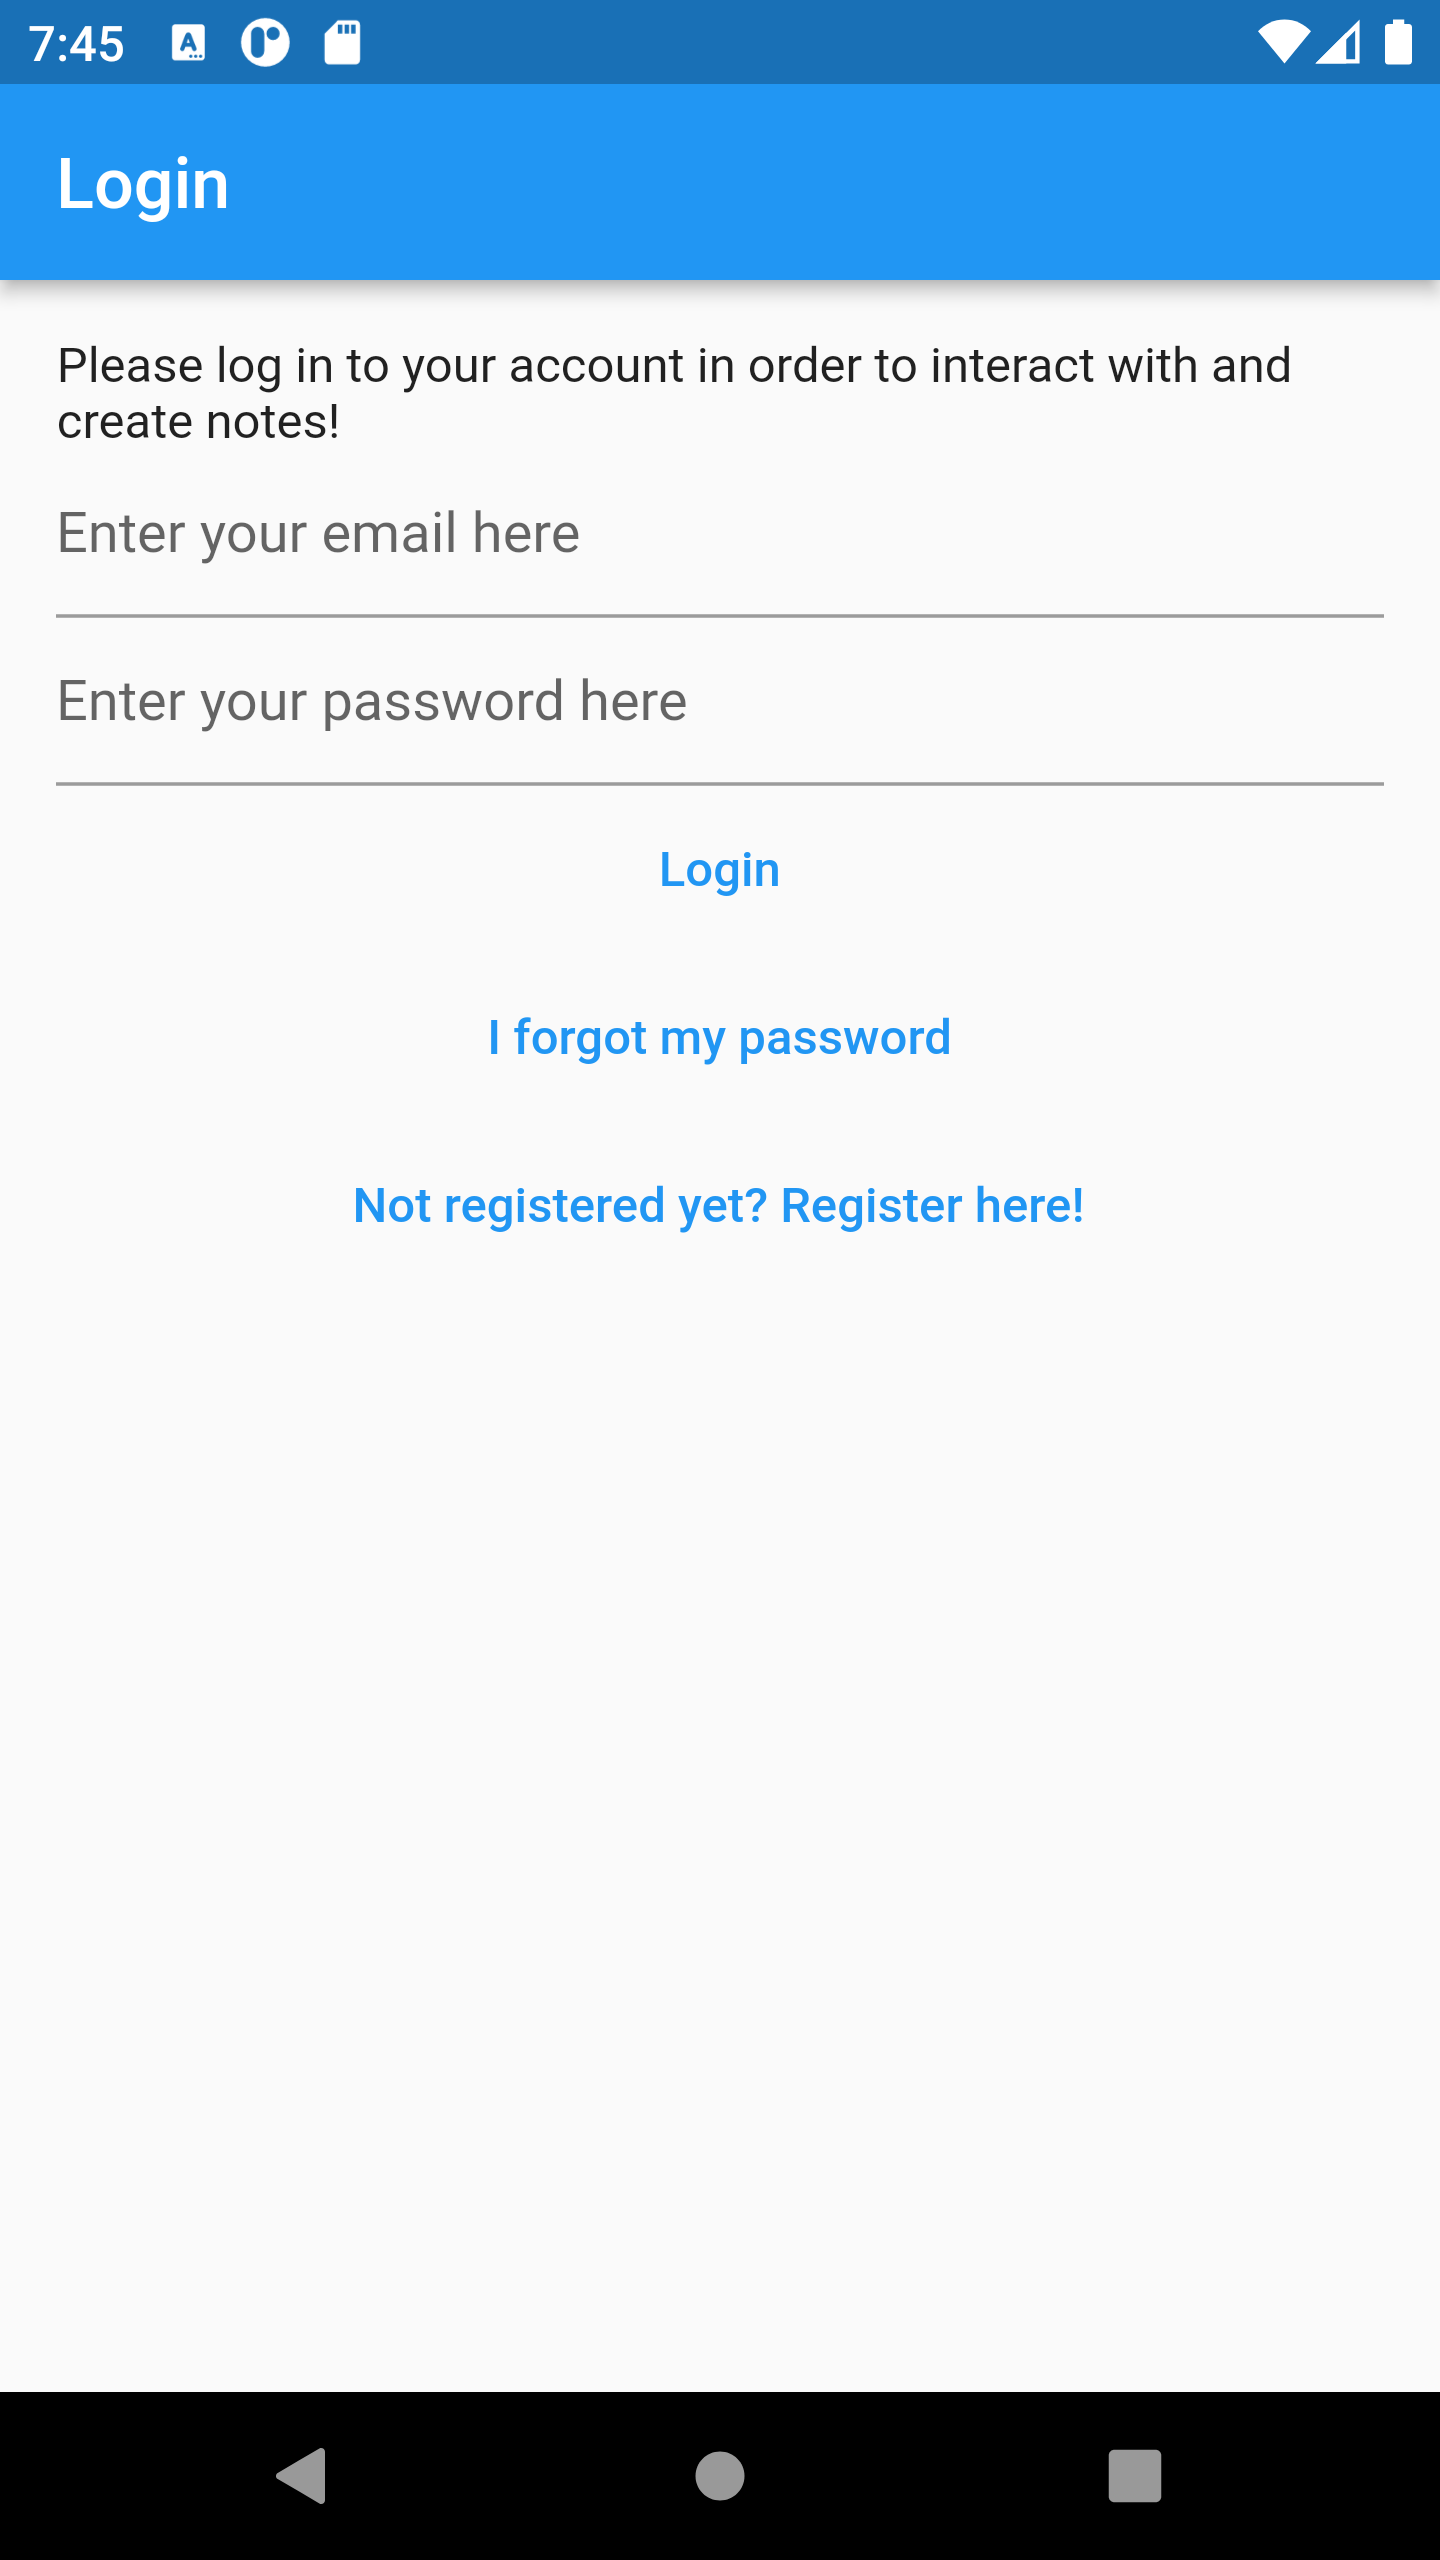 7:45
Login
Please log in to your account in order to interact with and
create notes!
Enter your email here
Enter your password here
Login
I forgot my password
Not registered yet? Register here!